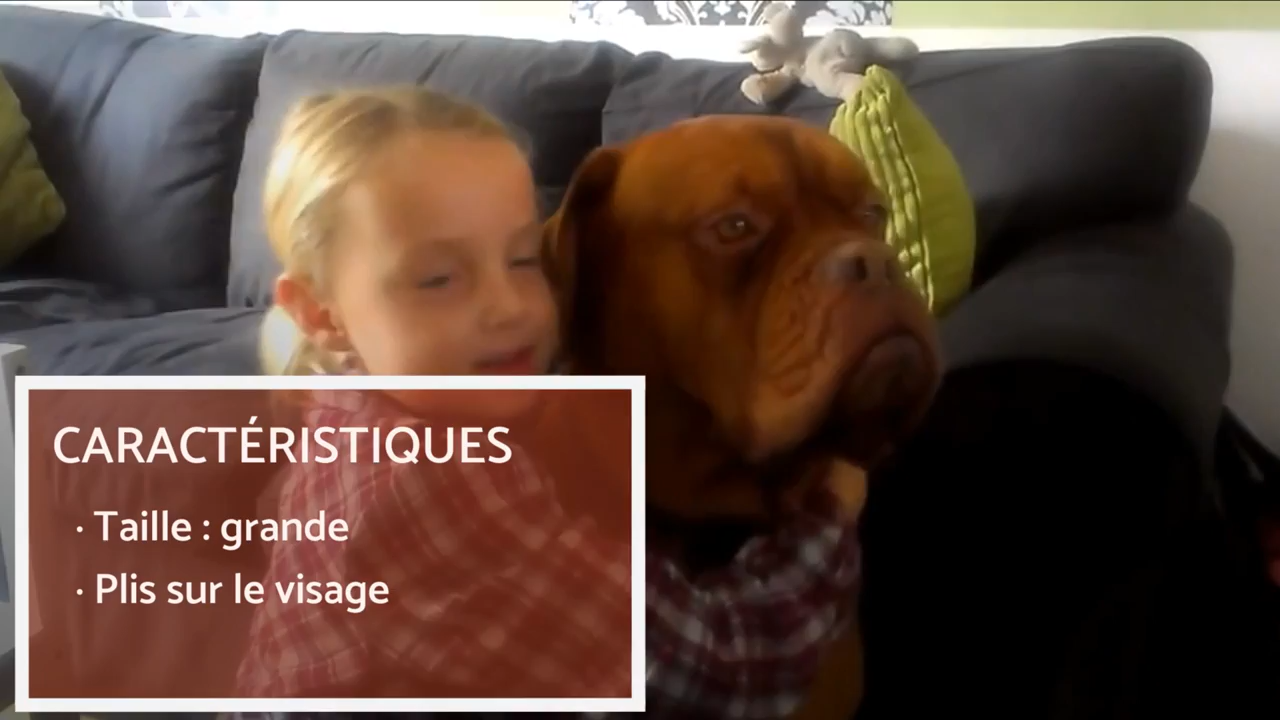 CARACTÉRISTIQUES
· Taille : grande
· Plis sur le visage